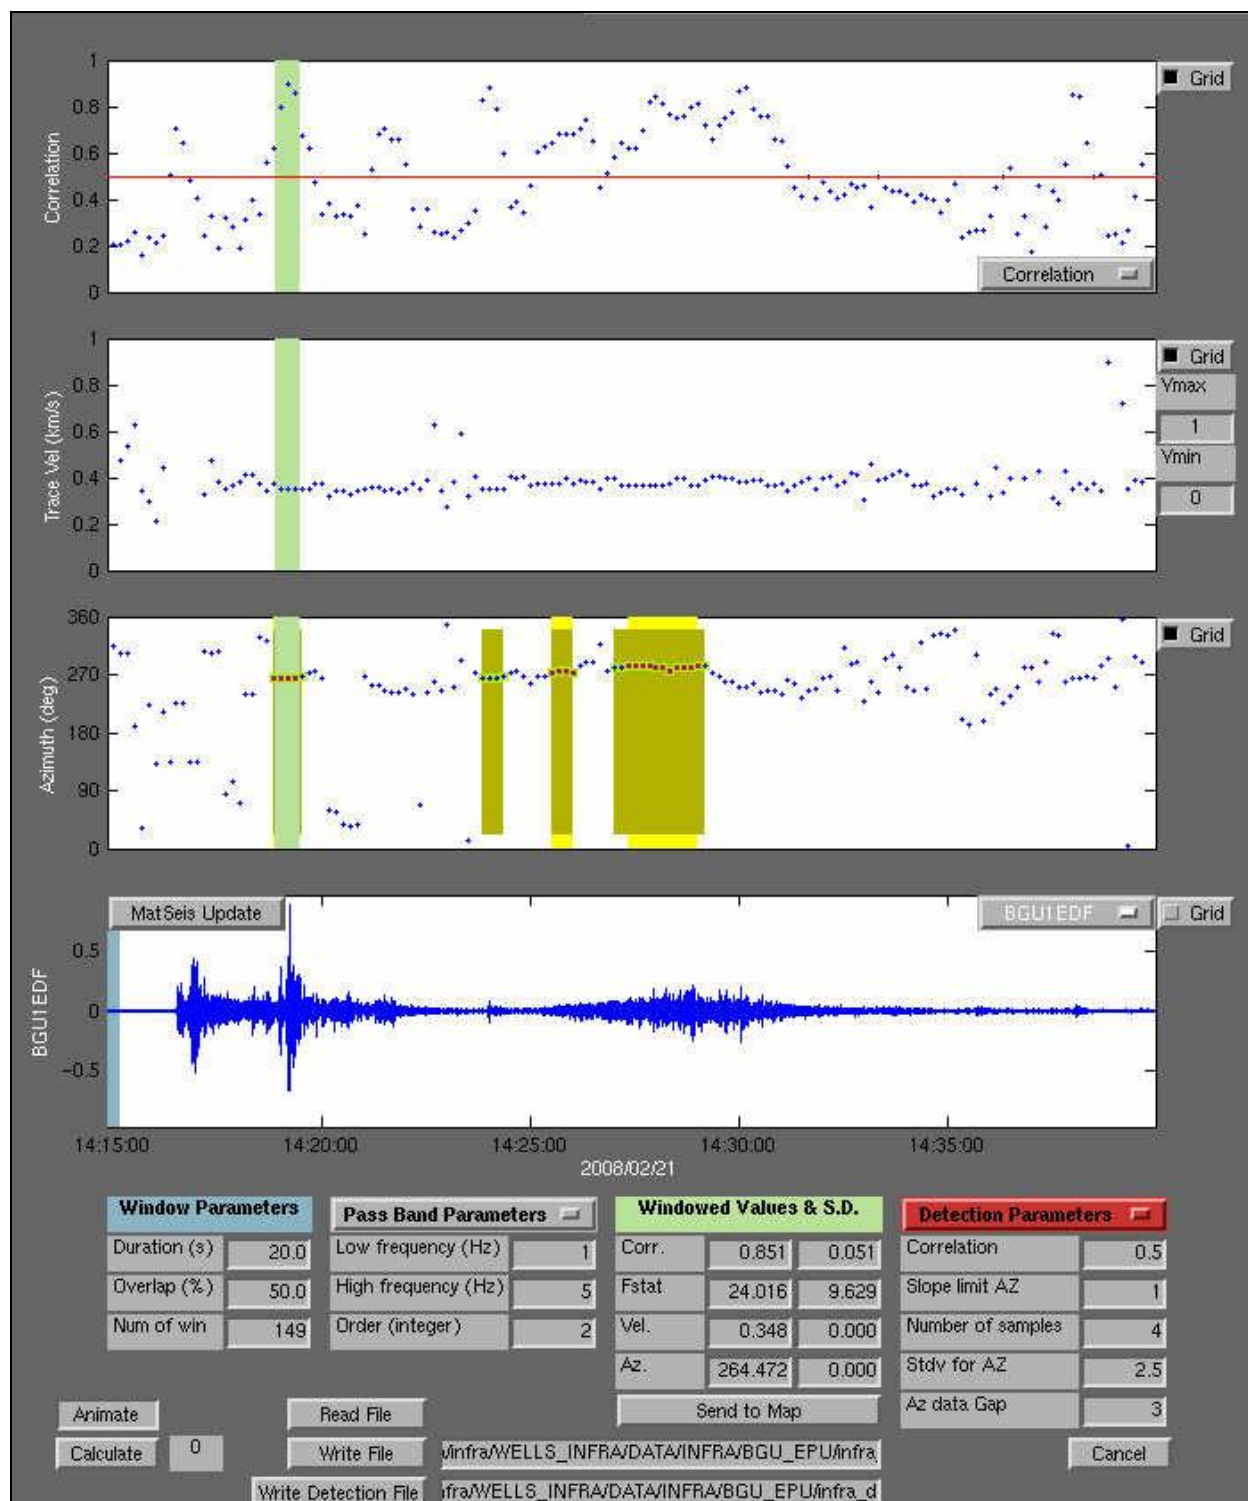 1
0.8
0.6
0.4
0.2
0
Correlation
Grid
Correlation
1
0.8
0.6
0.4
0.2
0
Trace Vel (km/s)
Grid
Vmax
1
Vmin
0
360
270
180
90
0
Azimuth (deg)
Grid
MatSeis Update
BGU1EDF
Grid
0.5
0
-0.5
BGU1EDF
14:15:00 14:20:00 14:25:00 14:30:00 14:35:00
2008/02/21
Window Parameters
Duration (s) 20.0
Overlap (%) 50.0
Num of win 149
Pass Band Parameters
Low frequency (Hz) 1
High frequency (Hz) 5
Order (integer) 2
Windowed Values & S.D.
Corr. 0.851 0.051
Fstat 24.016 9.629
Vel. 0.348 0.000
Az. 264.472 0.000
Send to Map
Detection Parameters
Correlation 0.5
Slope limit AZ 1
Number of samples 4
Stdv for AZ 2.5
Az data Gap 3
Animate
Read File
Calculate 0
Write File /infra/WELLS_INFRA/DATA/INFRA/BGU_EPU/infra_
Cancel
Write Detection File nfra/WELLS_INFRA/DATA/INFRA/BGU_EPU/infra_d